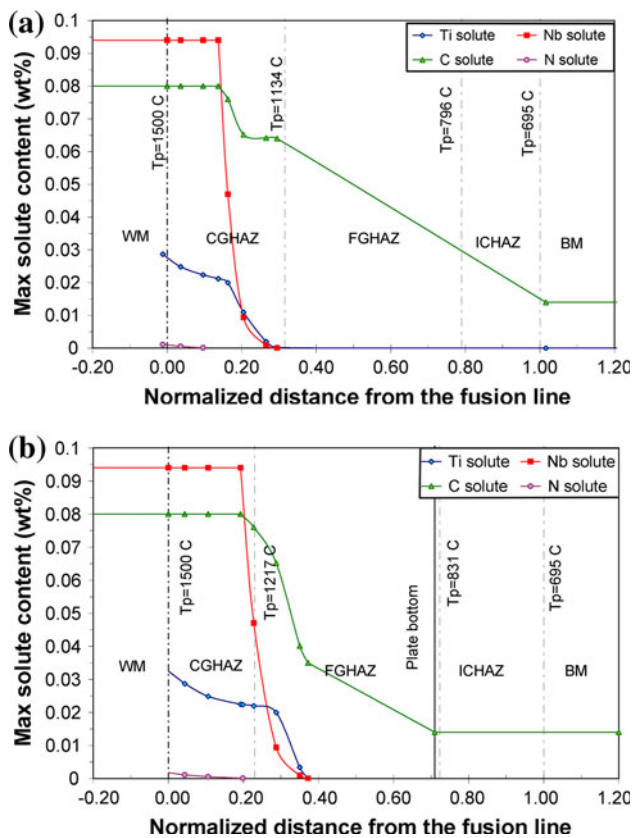 (a)
Ti solute
Nb solute
C solute
N solute
Max solute content (wt%)
0.1
0.09
0.08
0.07
0.06
0.05
0.04
0.03
0.02
0.01
0
Tp=1500 C
Tp=1134 C
Tp=796 C
Tp=695 C
WM
CGHAZ
FGHAZ
ICHAZ
BM
-0.20
0.00
0.20
0.40
0.60
0.80
1.00
1.20
Normalized distance from the fusion line
(b)
Ti solute
Nb solute
C solute
N solute
Max solute content (wt%)
0.1
0.09
0.08
0.07
0.06
0.05
0.04
0.03
0.02
0.01
0
Tp=1500 C
Tp=1217 C
Plate bottom
Tp=831 C
Tp=695 C
WM
CGHAZ
FGHAZ
ICHAZ
BM
-0.20
0.00
0.20
0.40
0.60
0.80
1.00
1.20
Normalized distance from the fusion line